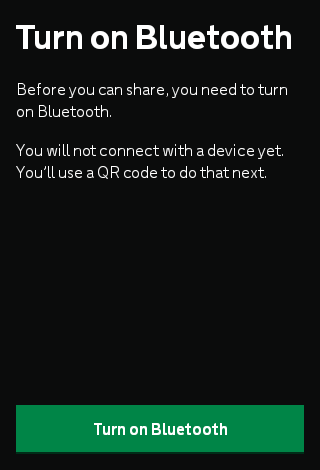 Turn on Bluetooth
Before you can share, you need to turn
on Bluetooth.
You will not connect with a device yet.
You'll use a QR code to do that next.
Turn on Bluetooth